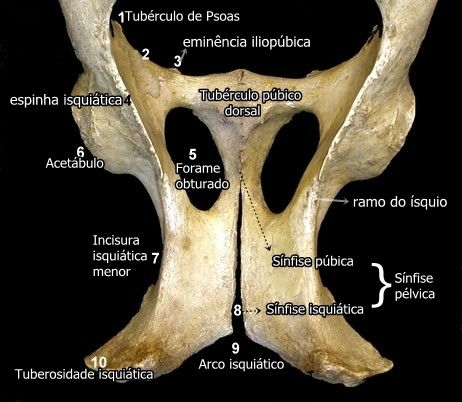 1 Tubérculo de Psoas
2
3 eminência iliopúbica
Tubérculo púbico
dorsal
espinha isquiática 4
6
Acetábulo
5
Forame
obturado
ramo do ísquio
Incisura
isquiática
menor
7
Sínfise púbica
Sínfise
pélvica
8 Sínfise isquiática
9
Arco isquiático
10
Tuberosidade isquiática